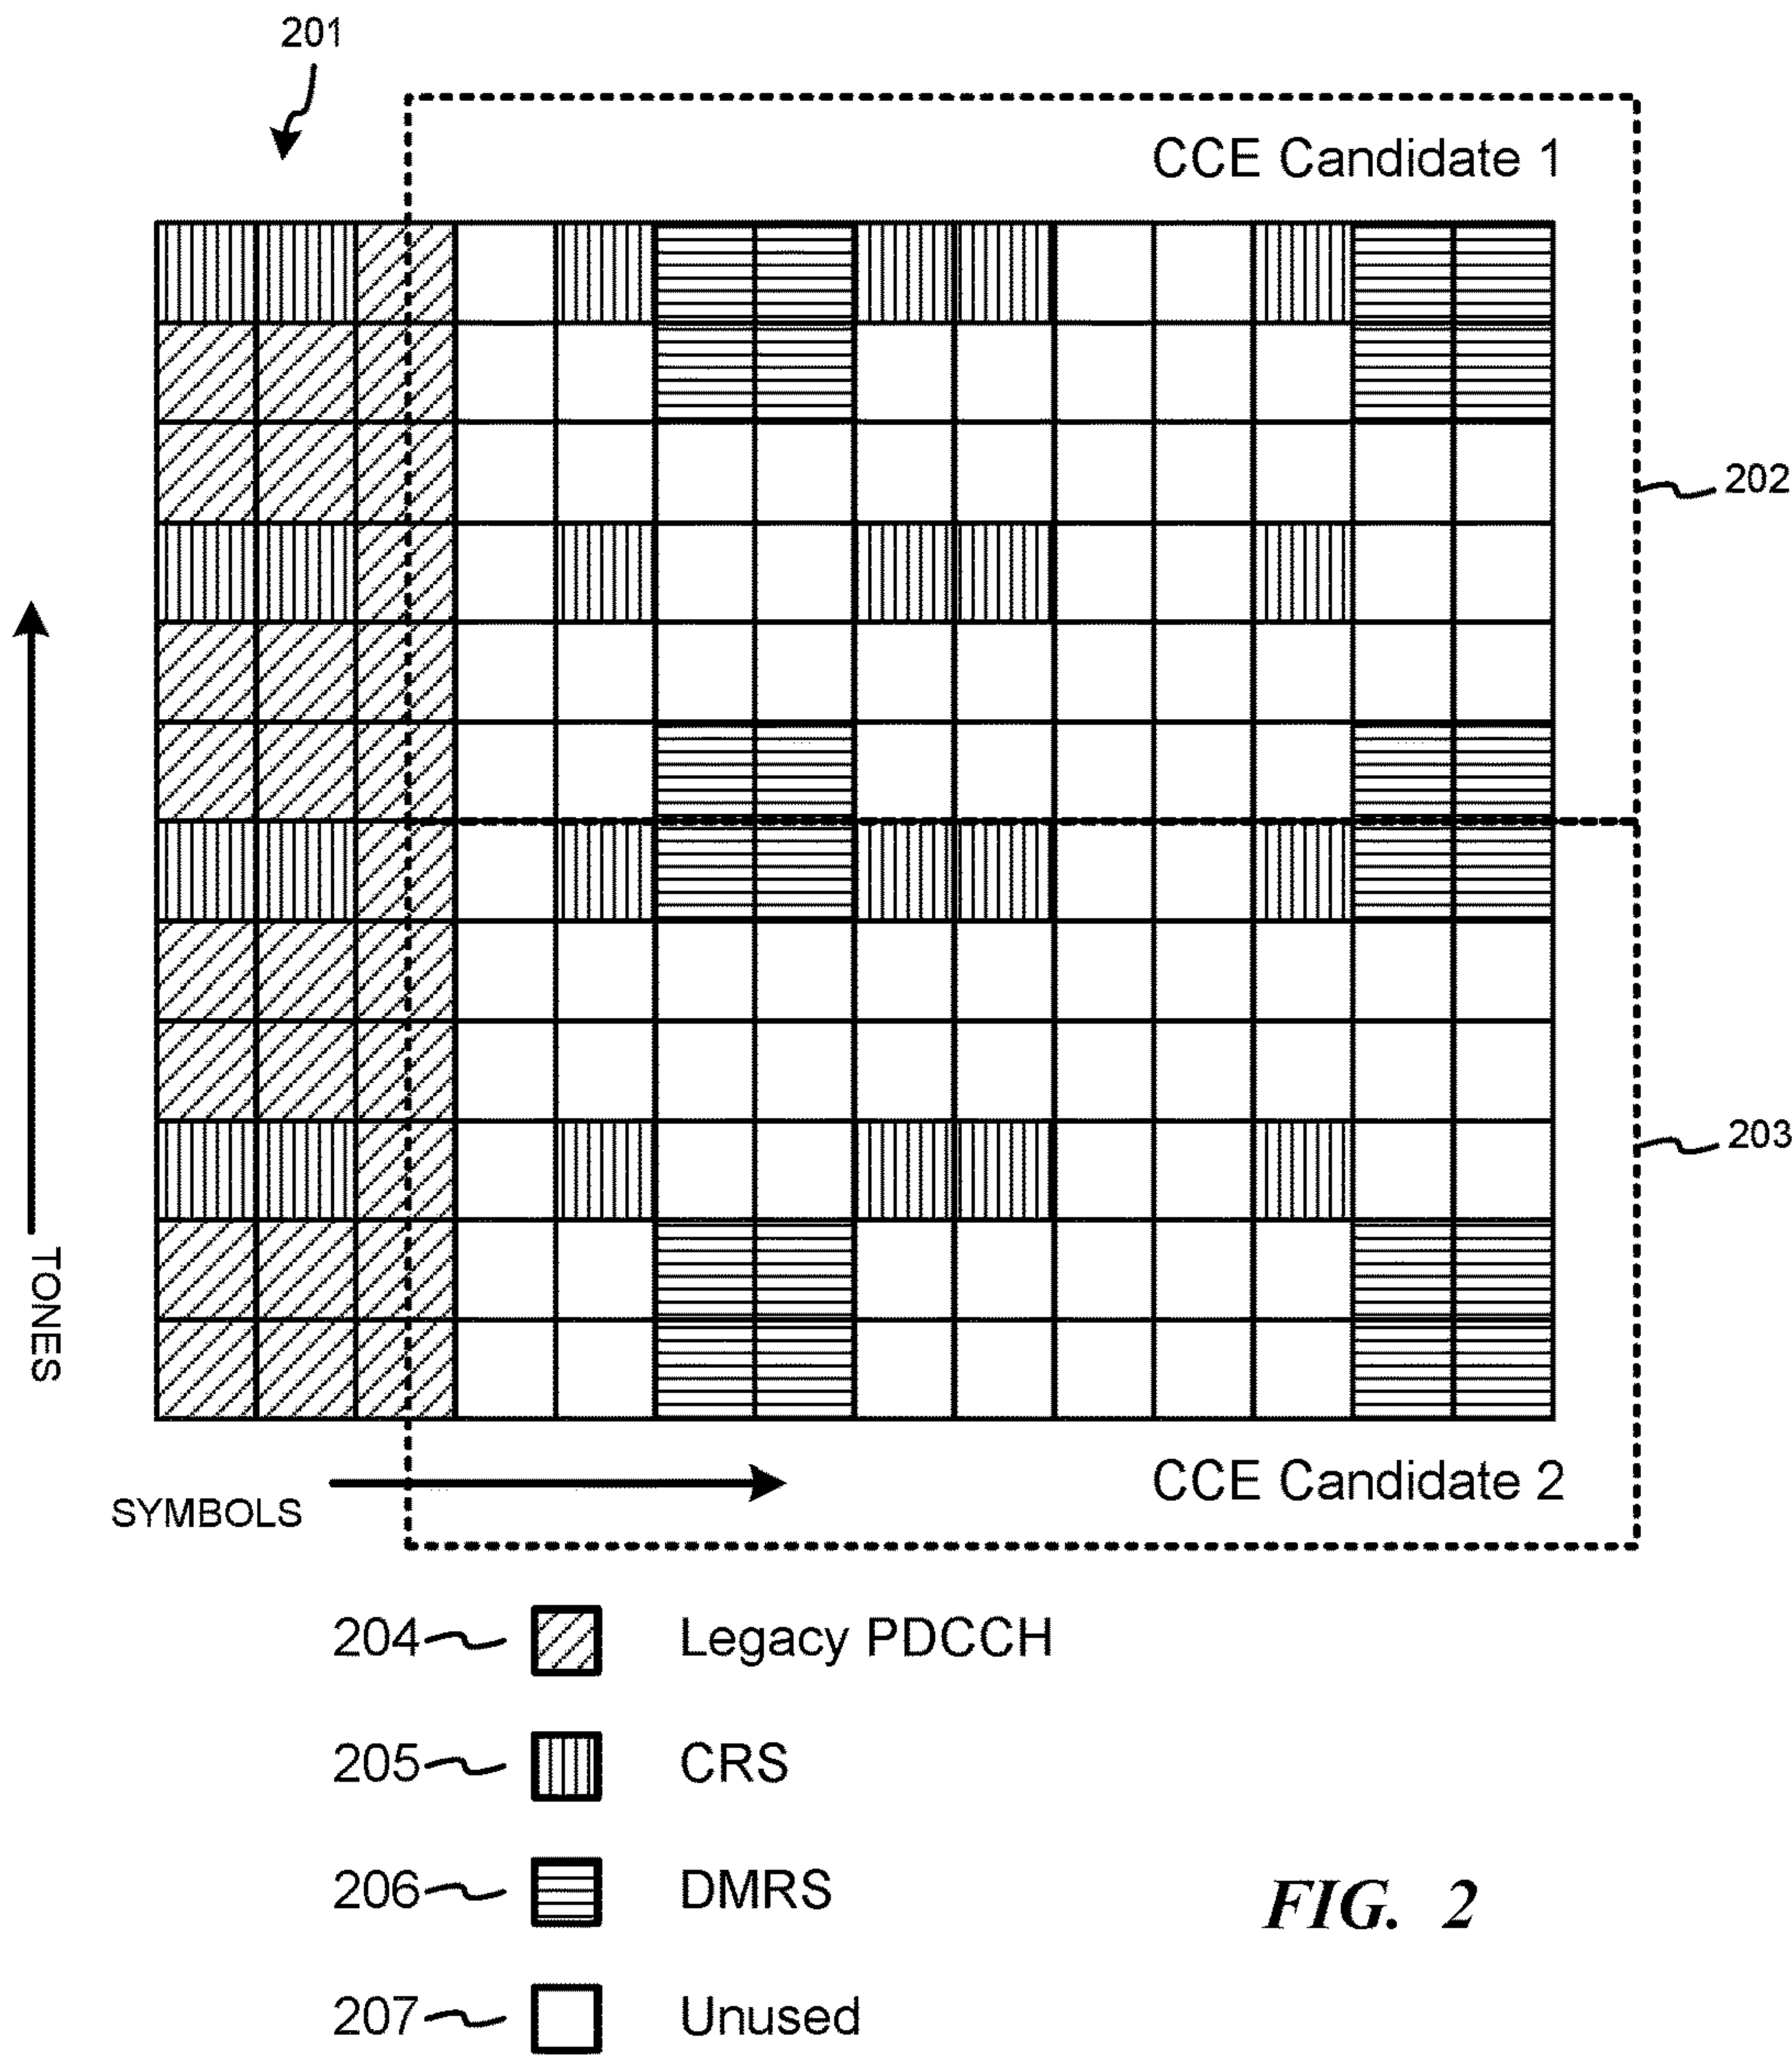 201
CCE Candidate 1
202
TONES
203
SYMBOLS
CCE Candidate 2
204 Legacy PDCCH
205 CRS
206 DMRS
207 Unused
FIG. 2